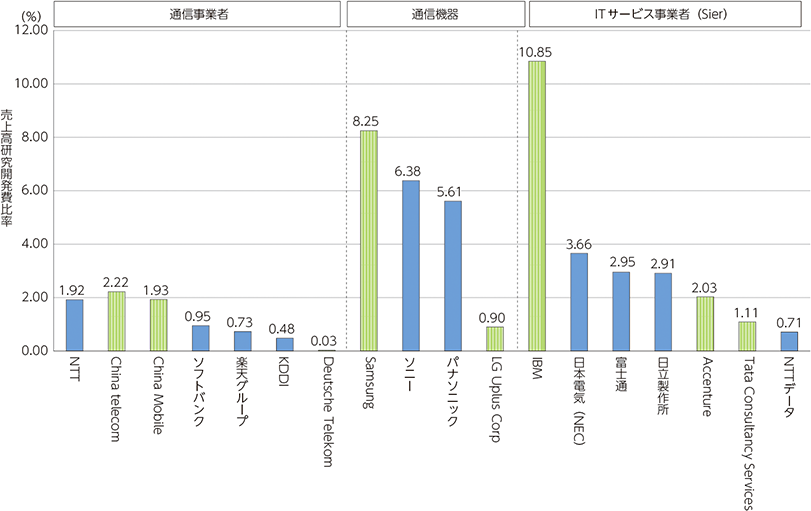 (%)
通信事業者
通信機器
ITサービス事業者（Sier）
売上高研究開発費比率
12.00
10.00
8.00
6.00
4.00
2.00
0.00
1.92
2.22
1.93
0.95
0.73
0.48
0.03
8.25
6.38
5.61
0.90
10.85
3.66
2.95
2.91
2.03
1.11
0.71
NTT
China telecom
China Mobile
ソフトバンク
楽天グループ
KDDI
Deutsche Telekom
Samsung
ソニー
パナソニック
LG Uplus Corp
IBM
日本電気（NEC）
富士通
日立製作所
Accenture
Tata Consultancy Services
NTTデータ